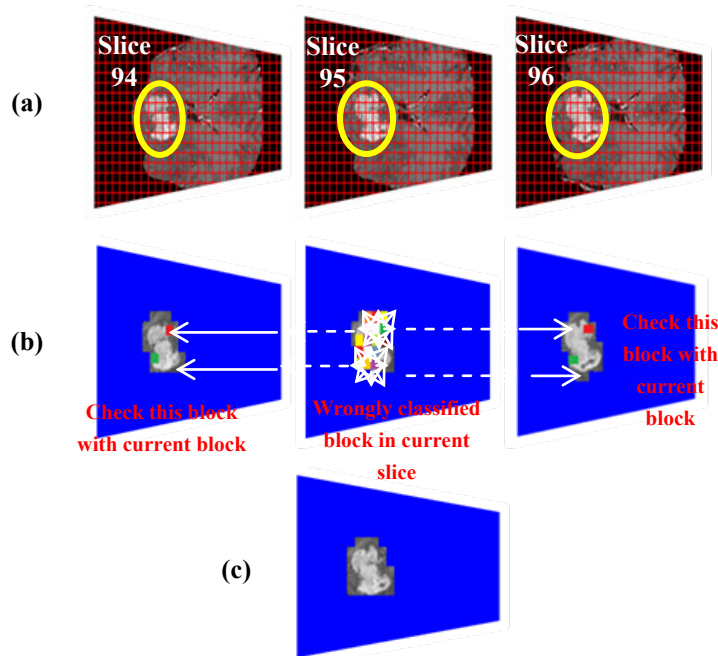 (a)
Slice
94
Slice
95
Slice
96
(b)
Check this block
with current block
Wrongly classified
block in current
slice
Check this
block with
current
block
(c)